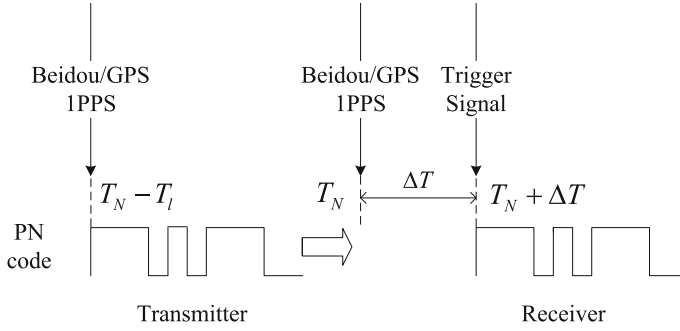 Beidou/GPS
1PPS
Beidou/GPS
1PPS
Trigger
Signal
T_N − T_l
T_N
ΔT
T_N + ΔT
PN
code
Transmitter
Receiver